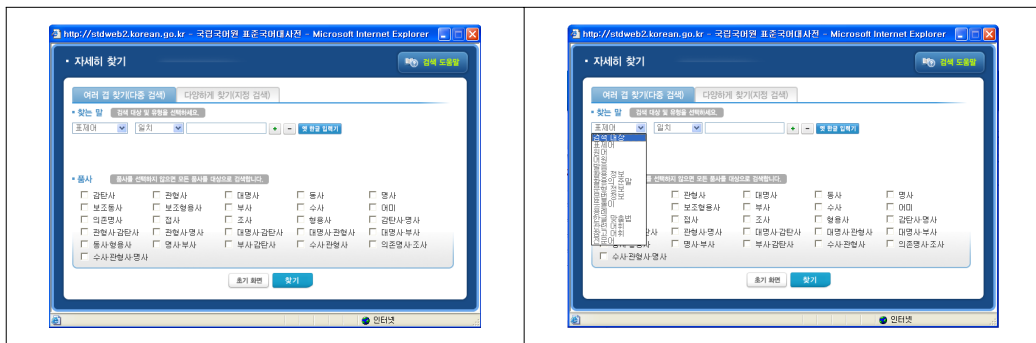 http://stdweb2.korean.go.kr - 국립국어원 표준국어대사전 - Microsoft Internet Explorer
자세히 찾기
검색 도움말
여러 겹 찾기(다중 검색) 다양하게 찾기(지정 검색)
찾는 말 검색 대상 및 유형을 선택하세요.
표제어 일치 + - 옛 한글 입력기
품사 품사를 선택하지 않으면 모든 품사를 대상으로 검색합니다.
감탄사 관형사 대명사 동사 명사
보조동사 보조형용사 부사 수사 어미
의존명사 접사 조사 형용사 감탄사·명사
관형사·감탄사 관형사·명사 대명사·감탄사 대명사·관형사 대명사·부사
동사·형용사 명사·부사 부사·감탄사 수사·관형사 의존명사·조사
수사·관형사·명사
초기 화면 찾기
인터넷
http://stdweb2.korean.go.kr - 국립국어원 표준국어대사전 - Microsoft Internet Explorer
자세히 찾기
검색 도움말
여러 겹 찾기(다중 검색) 다양하게 찾기(지정 검색)
찾는 말 검색 대상 및 유형을 선택하세요.
표제어 일치 + - 옛 한글 입력기
검색 대상
표제어
원어
선택하지 않으면 모든 품사를 대상으로 검색합니다.
관형사 대명사 동사 명사
보조형용사 부사 수사 어미
접사 조사 형용사 감탄사·명사
관형사·명사 대명사·감탄사 대명사·관형사 대명사·부사
명사·부사 부사·감탄사 수사·관형사 의존명사·조사
수사·관형사·명사
초기 화면 찾기
인터넷